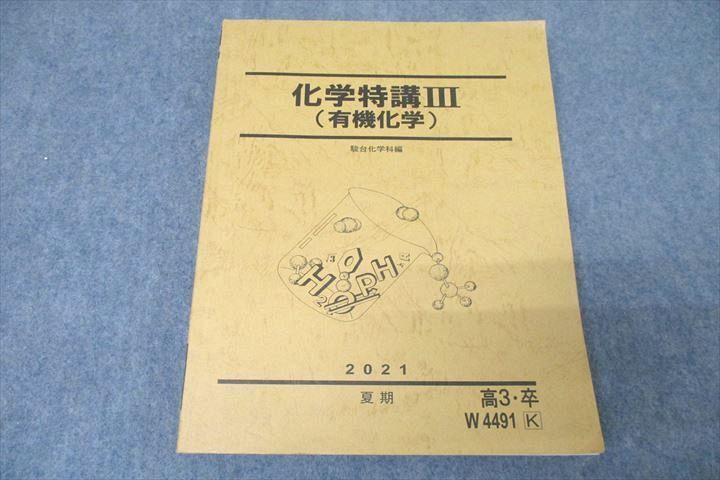 化学特講III
(有機化学)
駿台化学科編
2021
夏期
高3・卒
W4491 K